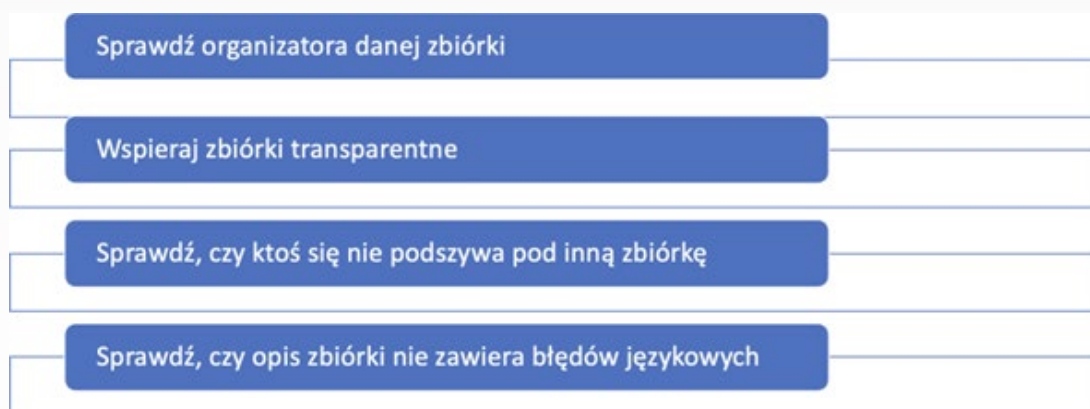 Sprawdź organizatora danej zbiórki
Wspieraj zbiórki transparentne
Sprawdź, czy ktoś się nie podszywa pod inną zbiórkę
Sprawdź, czy opis zbiórki nie zawiera błędów językowych